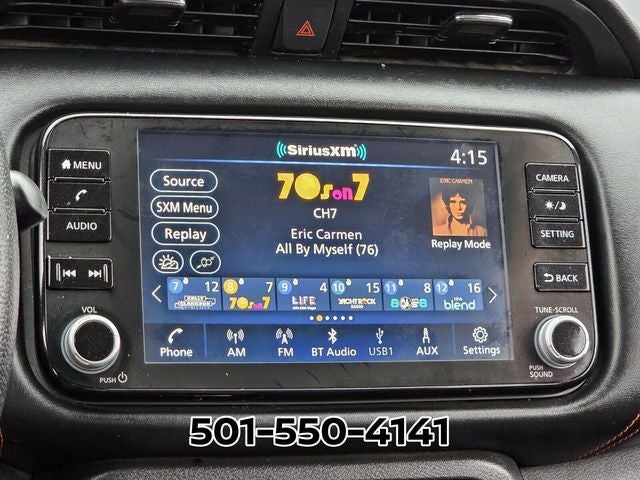 ((SiriusXM))
4:15
MENU
AUDIO
VOL
PUSH
Source
SXM Menu
Replay
70s on 7
CH7
Eric Carmen
All By Myself (76)
ERIC CARMEN
Replay Mode
7 12
KELLY CLARKSON
8 7
70s on 7
9 4
LIFE
10 15
YACHT ROCK
RADIO
11 8
12 16
the blend
Phone
AM
FM
BT Audio
USB1
AUX
Settings
CAMERA
SETTING
BACK
TUNE-SCROLL
PUSH
SOUND
501-550-4141